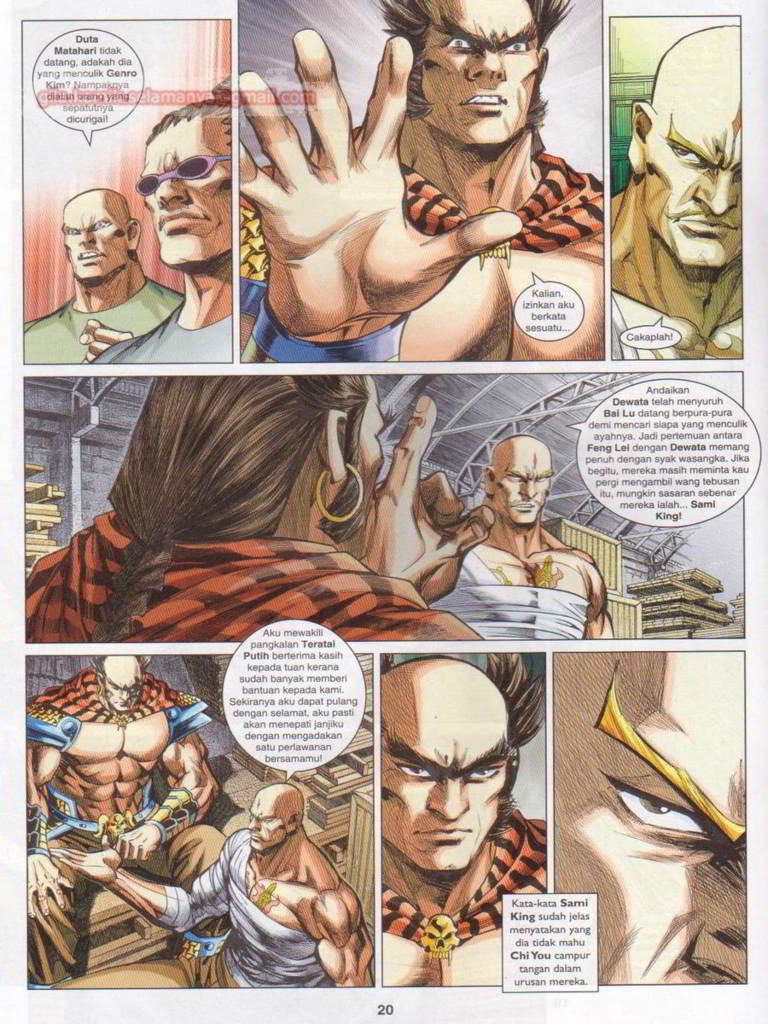 Duta
Matahari tidak
datang, adakah dia
yang menculik Genro
Kim? Nampaknya
dialah orang yang
sepatutnya
dicurigai!
Kalian,
izinkan aku
berkata
sesuatu...
Cakaplah!
Andaikan
Dewata telah menyuruh
Bai Lu datang berpura-pura
demi mencari siapa yang menculik
ayahnya. Jadi pertemuan antara
Feng Lei dengan Dewata memang
penuh dengan syak wasangka. Jika
begitu, mereka masih meminta kau
pergi mengambil wang tebusan
itu, mungkin sasaran sebenar
mereka ialah... Sami
King!
Aku mewakili
pangkalan Teratai
Putih berterima kasih
kepada tuan kerana
sudah banyak memberi
bantuan kepada kami.
Sekiranya aku dapat pulang
dengan selamat, aku pasti
akan menepati janjiku
dengan mengadakan
satu perlawanan
bersamamu!
Kata-kata Sami
King sudah jelas
menyatakan yang
dia tidak mahu
Chi You campur
tangan dalam
urusan mereka.
20